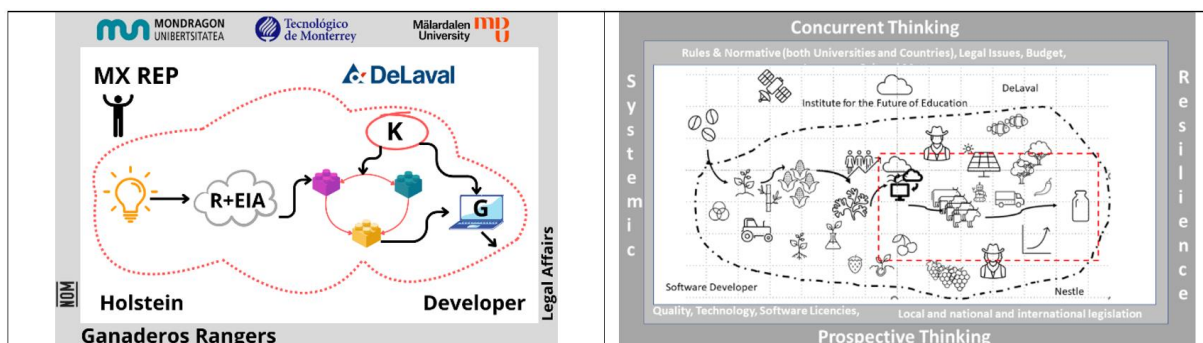 MONDRAGON
UNIBERTSITATEA
Tecnológico
de Monterrey
Mälardalen
University
MX REP
DeLaval
K
R+EIA
G
NOM
Holstein
Developer
Legal Affairs
Ganaderos Rangers
Concurrent Thinking
Rules & Normative (both Universities and Countries), Legal Issues, Budget,
Systemic
Resilience
Institute for the Future of Education
DeLaval
Software Developer
Nestle
Quality, Technology, Software Licencies,
Local and national and international legislation
Prospective Thinking